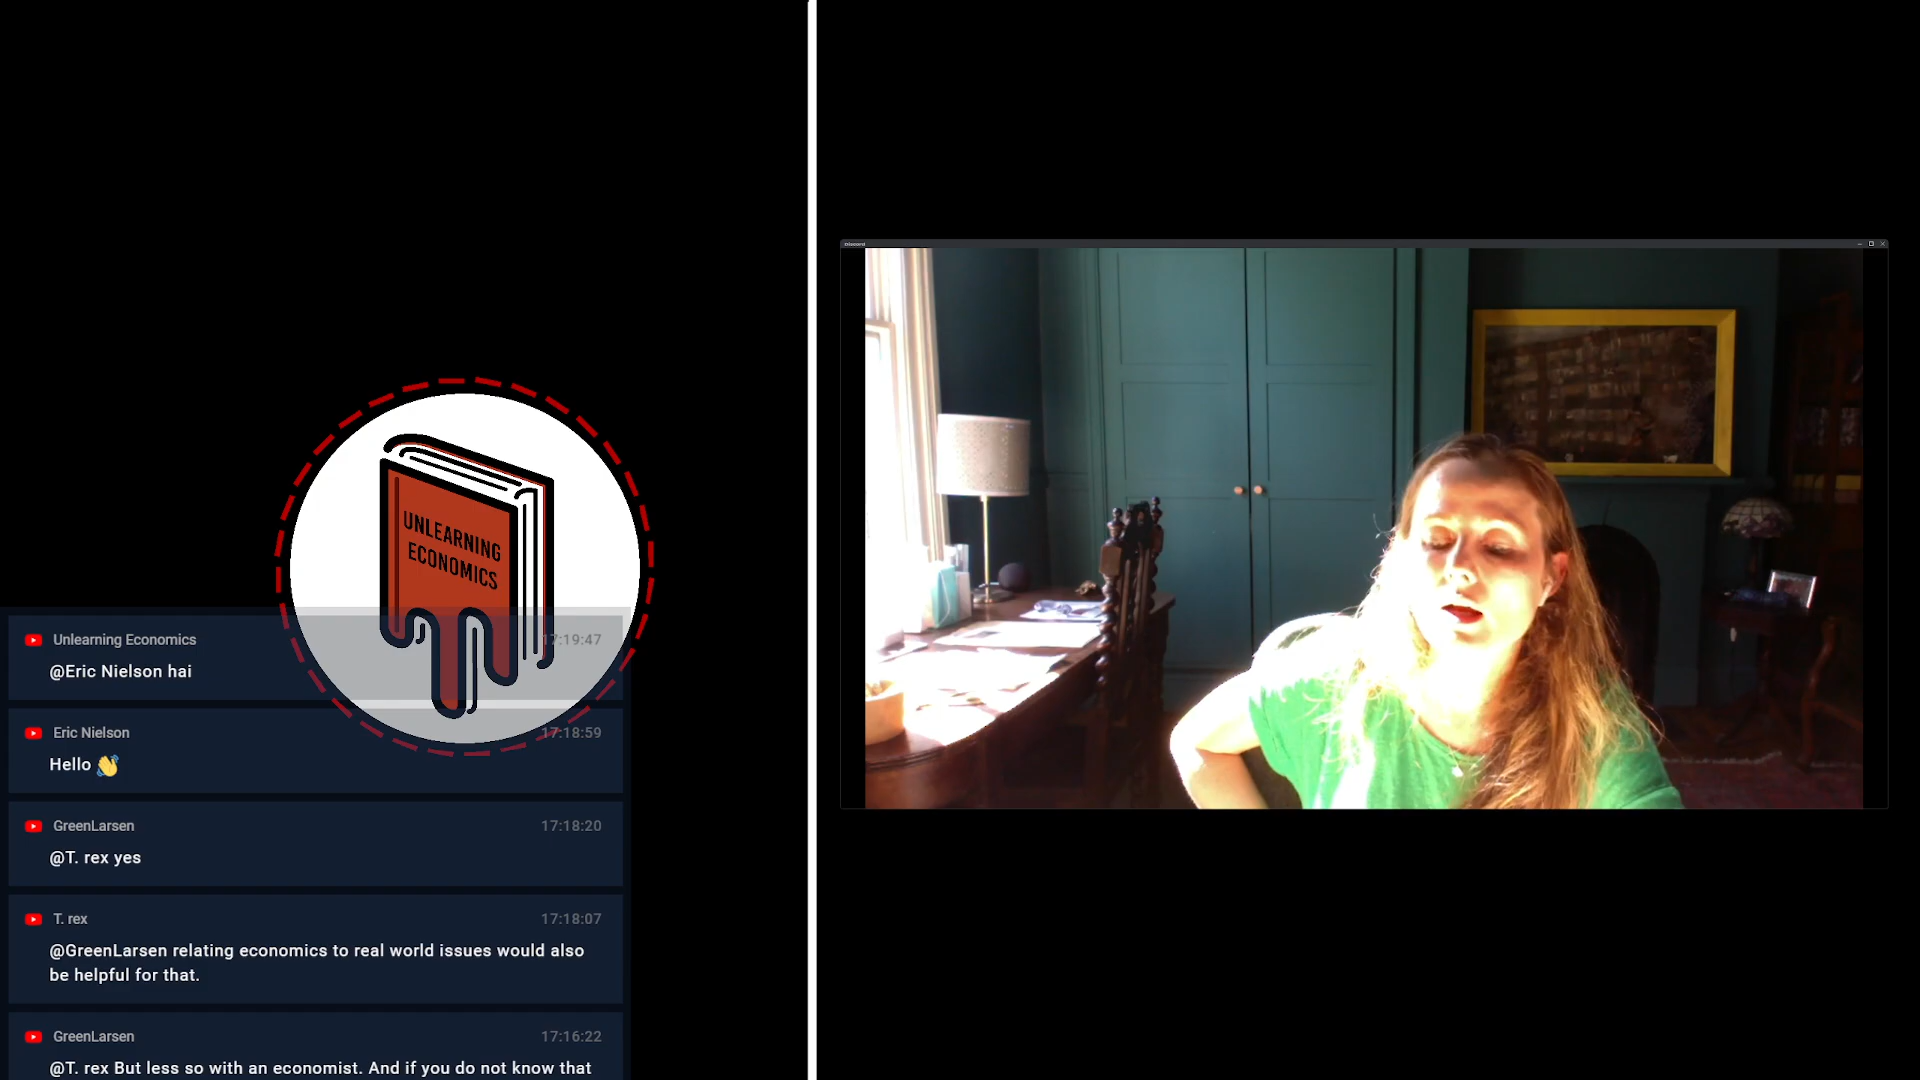 UNLEARNING
ECONOMICS
Unlearning Economics 17:19:47
@Eric Nielson hai
Eric Nielson 17:18:59
Hello 👋
GreenLarsen 17:18:20
@T. rex yes
T. rex 17:18:07
@GreenLarsen relating economics to real world issues would also
be helpful for that.
GreenLarsen 17:16:22
@T. rex But less so with an economist. And if you do not know that
Discord